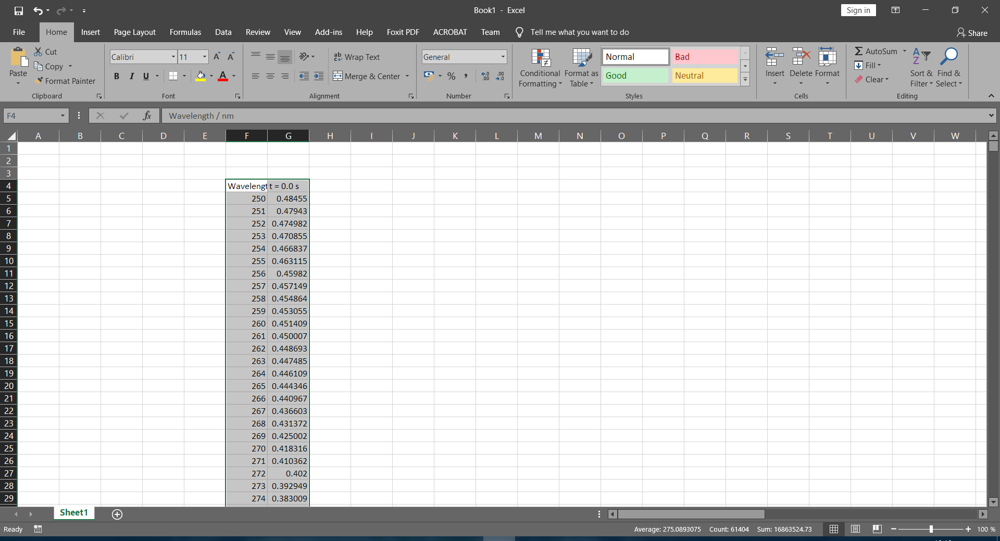 Book1 - Excel
Sign in
File Home Insert Page Layout Formulas Data Review View Add-ins Help Foxit PDF ACROBAT Team Tell me what you want to do Share
Paste
Cut
Copy
Format Painter
Clipboard
Calibri 11 A A
B I U A
Font
ab Wrap Text
Merge & Center
Alignment
General
% , .00 .00
Number
Conditional Formatting
Format as Table
Normal Bad
Good Neutral
Styles
Insert Delete Format
Cells
AutoSum
Fill
Clear
Sort & Filter
Find & Select
Editing
F4 fx Wavelength / nm
A B C D E F G H I J K L M N O P Q R S T U V W
1
2
3
4 Wavelengt t = 0.0 s
5 250 0.48455
6 251 0.47943
7 252 0.474982
8 253 0.470855
9 254 0.466837
10 255 0.463115
11 256 0.45982
12 257 0.457149
13 258 0.454864
14 259 0.453055
15 260 0.451409
16 261 0.450007
17 262 0.448693
18 263 0.447485
19 264 0.446109
20 265 0.444346
21 266 0.440967
22 267 0.436603
23 268 0.431372
24 269 0.425002
25 270 0.418316
26 271 0.410362
27 272 0.402
28 273 0.392949
29 274 0.383009
Sheet1
Ready Average: 275.0893075 Count: 61404 Sum: 16863524.73 100 %